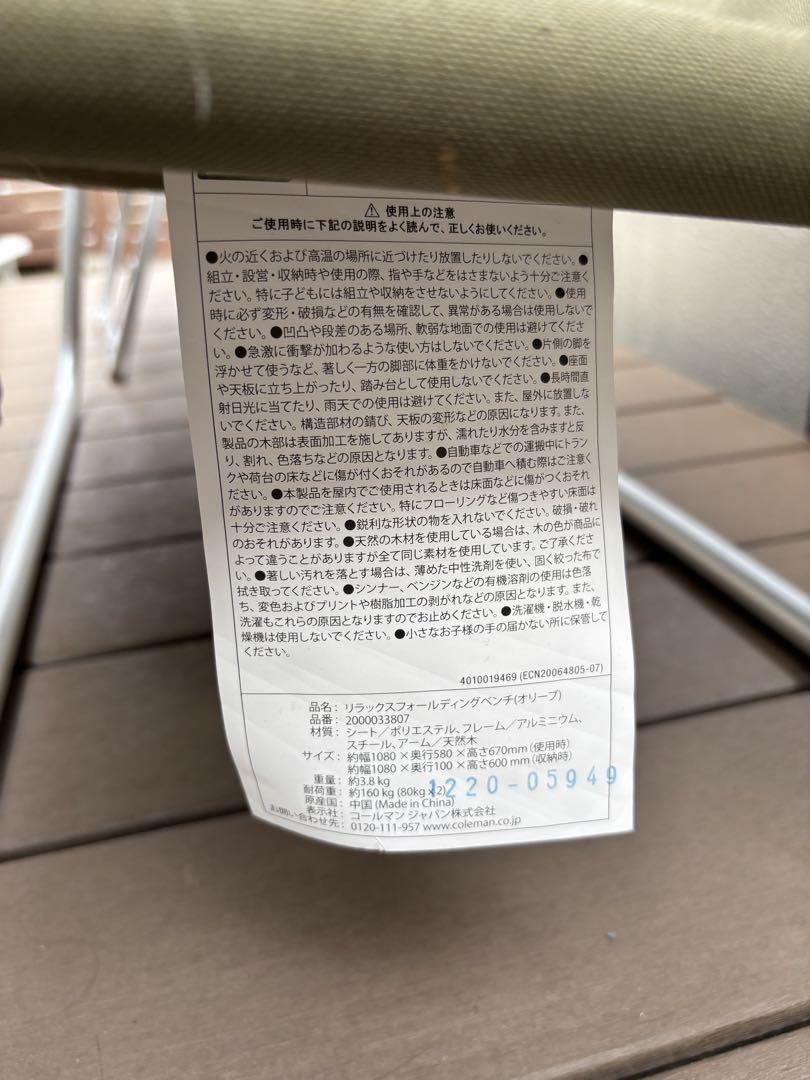 ⚠ 使用上の注意
ご使用時に下記の説明をよく読んで、正しくお使いください。
●火の近くおよび高温の場所に近づけたり放置したりしないでください。●
組立・設営・収納時や使用の際、指や手などをはさまないよう十分ご注意く
ださい。特に子どもには組立や収納をさせないようにしてください。●使用
時に必ず変形・破損などの有無を確認して、異常がある場合は使用しないで
ください。●凹凸や段差のある場所、軟弱な地面での使用は避けてくださ
い。●急激に衝撃が加わるような使い方はしないでください。●片側の脚を
浮かせて使うなど、著しく一方の脚部に体重をかけないでください。●座面
や天板に立ち上がったり、踏み台として使用しないでください。●長時間直
射日光に当てたり、雨天での使用は避けてください。また、屋外に放置しな
いでください。構造部材の錆び、天板の変形などの原因になります。また、
製品の木部は表面加工を施してありますが、濡れたり水分を含みますと反
り、割れ、色落ちなどの原因となります。●自動車などでの運搬中にトラン
クや荷台の床などに傷が付くおそれがあるので自動車へ積む際はご注意く
ださい。●本製品を屋内でご使用されるときは床面などに傷がつくおそれ
がありますのでご注意ください。特にフローリングなど傷つきやすい床面は
十分ご注意ください。●鋭利な形状の物を入れないでください。破損・破れ
のおそれがあります。●天然の木材を使用している場合は、木の色が商品に
よって違うことがありますが全て同じ素材を使用しています。ご了承くださ
い。●著しい汚れを落とす場合は、薄めた中性洗剤を使い、固く絞った布で
拭き取ってください。●シンナー、ベンジンなどの有機溶剤の使用は色落
ち、変色およびプリントや樹脂加工の剥がれなどの原因となります。また、
洗濯もこれらの原因となりますのでお止めください。●洗濯機・脱水機・乾
燥機は使用しないでください。●小さなお子様の手の届かない所に保管して
ください。
4010019469 (ECN20064805-07)
品名：リラックスフォールディングベンチ(オリーブ)
品番：2000033807
材質：シート／ポリエステル、フレーム／アルミニウム、
スチール、アーム／天然木
サイズ：約幅1080×奥行580×高さ670mm（使用時）
約幅1080×奥行100×高さ600mm（収納時）
重量：約3.8kg
耐荷重：約160kg (80kg x 2)
1220-05949
原産国：中国 (Made in China)
表示社：コールマン ジャパン株式会社
お問い合わせ先：0120-111-957 www.coleman.co.jp